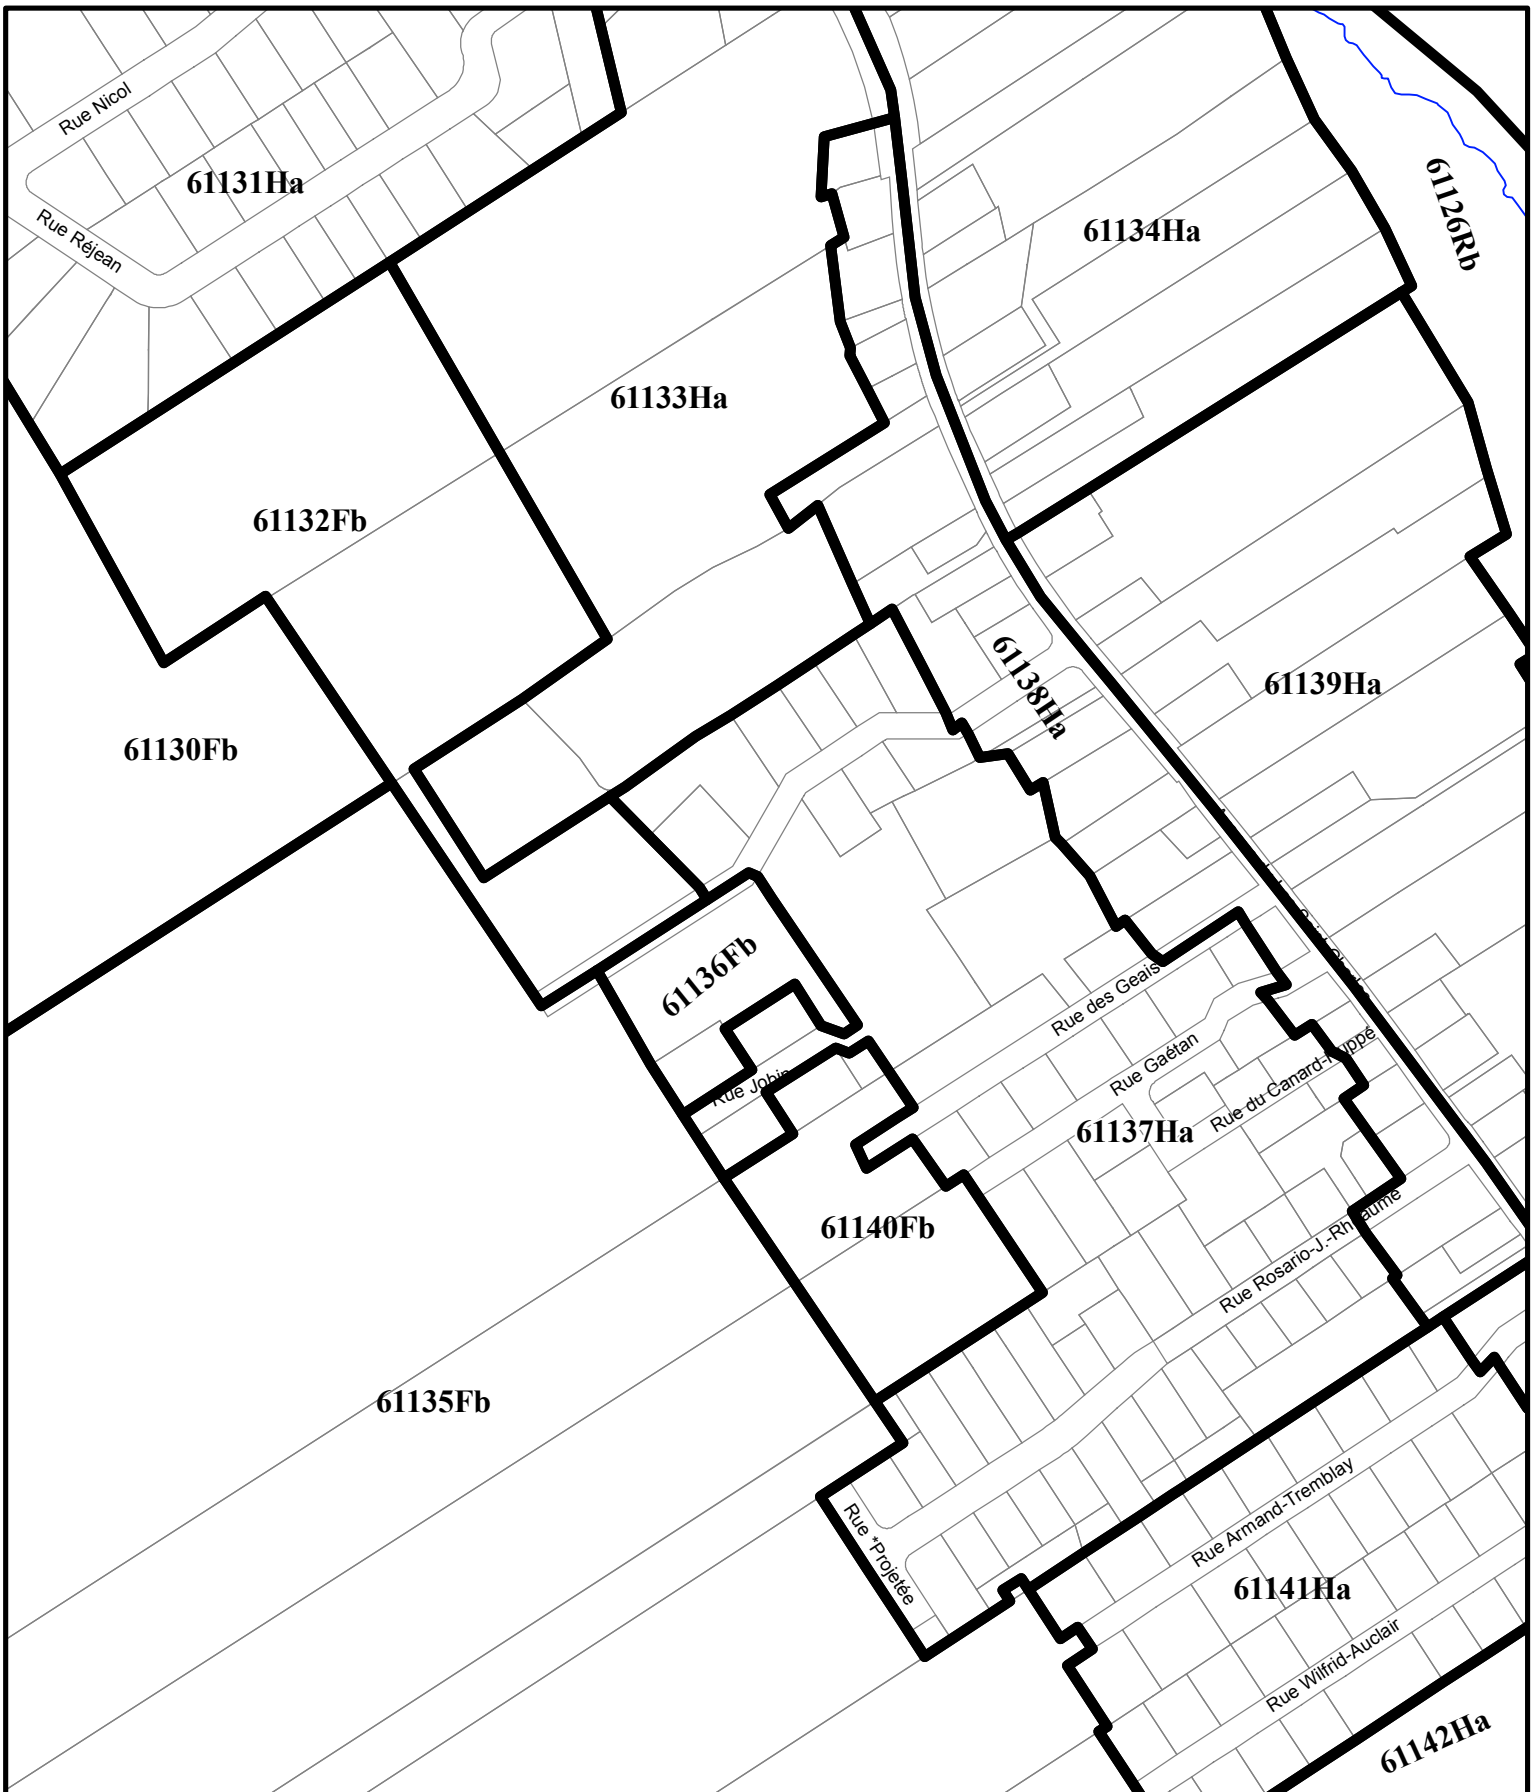 Rue Nicol
61131Ha
Rue Réjean
61134Ha
61126Rb
61133Ha
61132Fb
61138Ha
61139Ha
61130Fb
61136Fb
Rue des Geais
Rue Gaétan
Rue Jobin
Rue du Canard-Huppé
61137Ha
Rue Rosario-J.-Rhéaume
61140Fb
61135Fb
Rue Armand-Tremblay
Rue *Projetée
61141Ha
Rue Wilfrid-Auclair
61142Ha